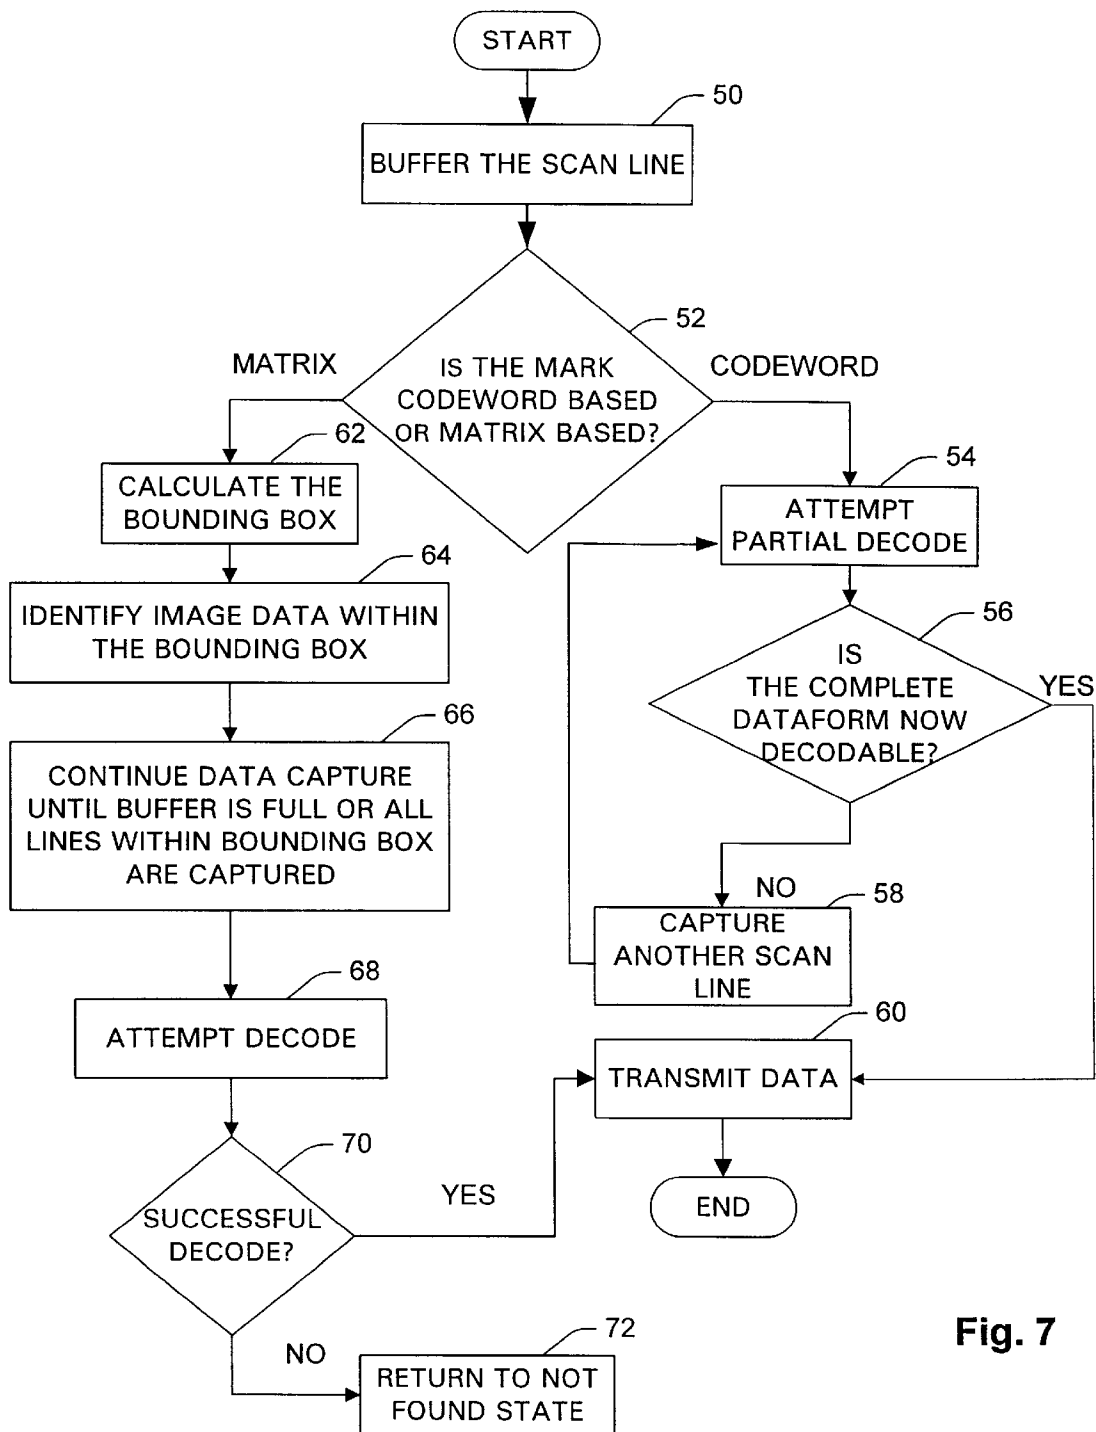 START
50
BUFFER THE SCAN LINE
52
MATRIX
CODEWORD
IS THE MARK
CODEWORD BASED
OR MATRIX BASED?
62
CALCULATE THE
BOUNDING BOX
54
ATTEMPT
PARTIAL DECODE
64
IDENTIFY IMAGE DATA WITHIN
THE BOUNDING BOX
56
IS
THE COMPLETE
DATAFORM NOW
DECODABLE?
YES
66
CONTINUE DATA CAPTURE
UNTIL BUFFER IS FULL OR ALL
LINES WITHIN BOUNDING BOX
ARE CAPTURED
NO
58
CAPTURE
ANOTHER SCAN
LINE
68
ATTEMPT DECODE
60
TRANSMIT DATA
70
SUCCESSFUL
DECODE?
YES
END
NO
72
RETURN TO NOT
FOUND STATE
Fig. 7